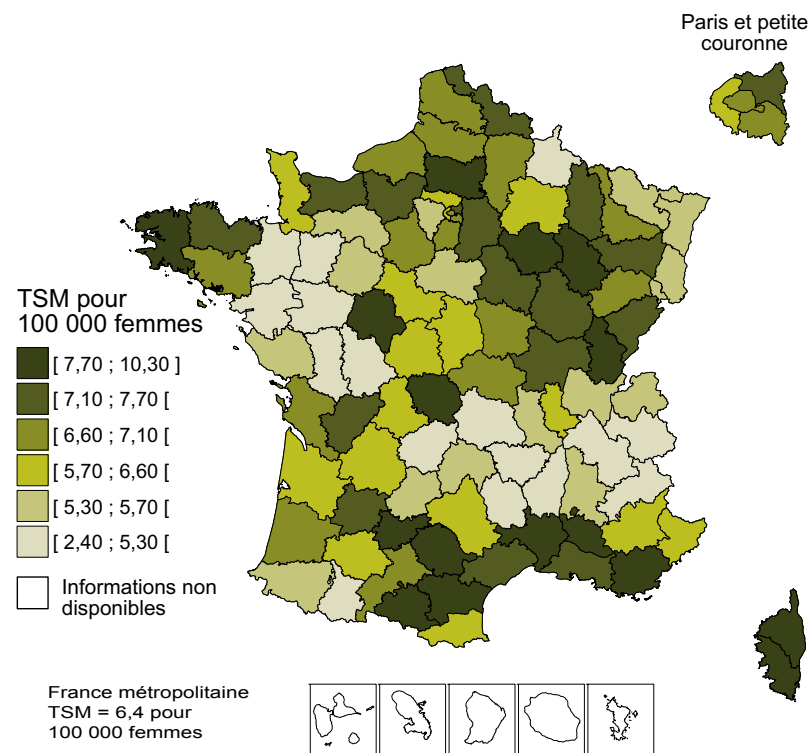 Paris et petite
couronne
TSM pour
100 000 femmes
[ 7,70 ; 10,30 ]
[ 7,10 ; 7,70 [
[ 6,60 ; 7,10 [
[ 5,70 ; 6,60 [
[ 5,30 ; 5,70 [
[ 2,40 ; 5,30 [
Informations non
disponibles
France métropolitaine
TSM = 6,4 pour
100 000 femmes